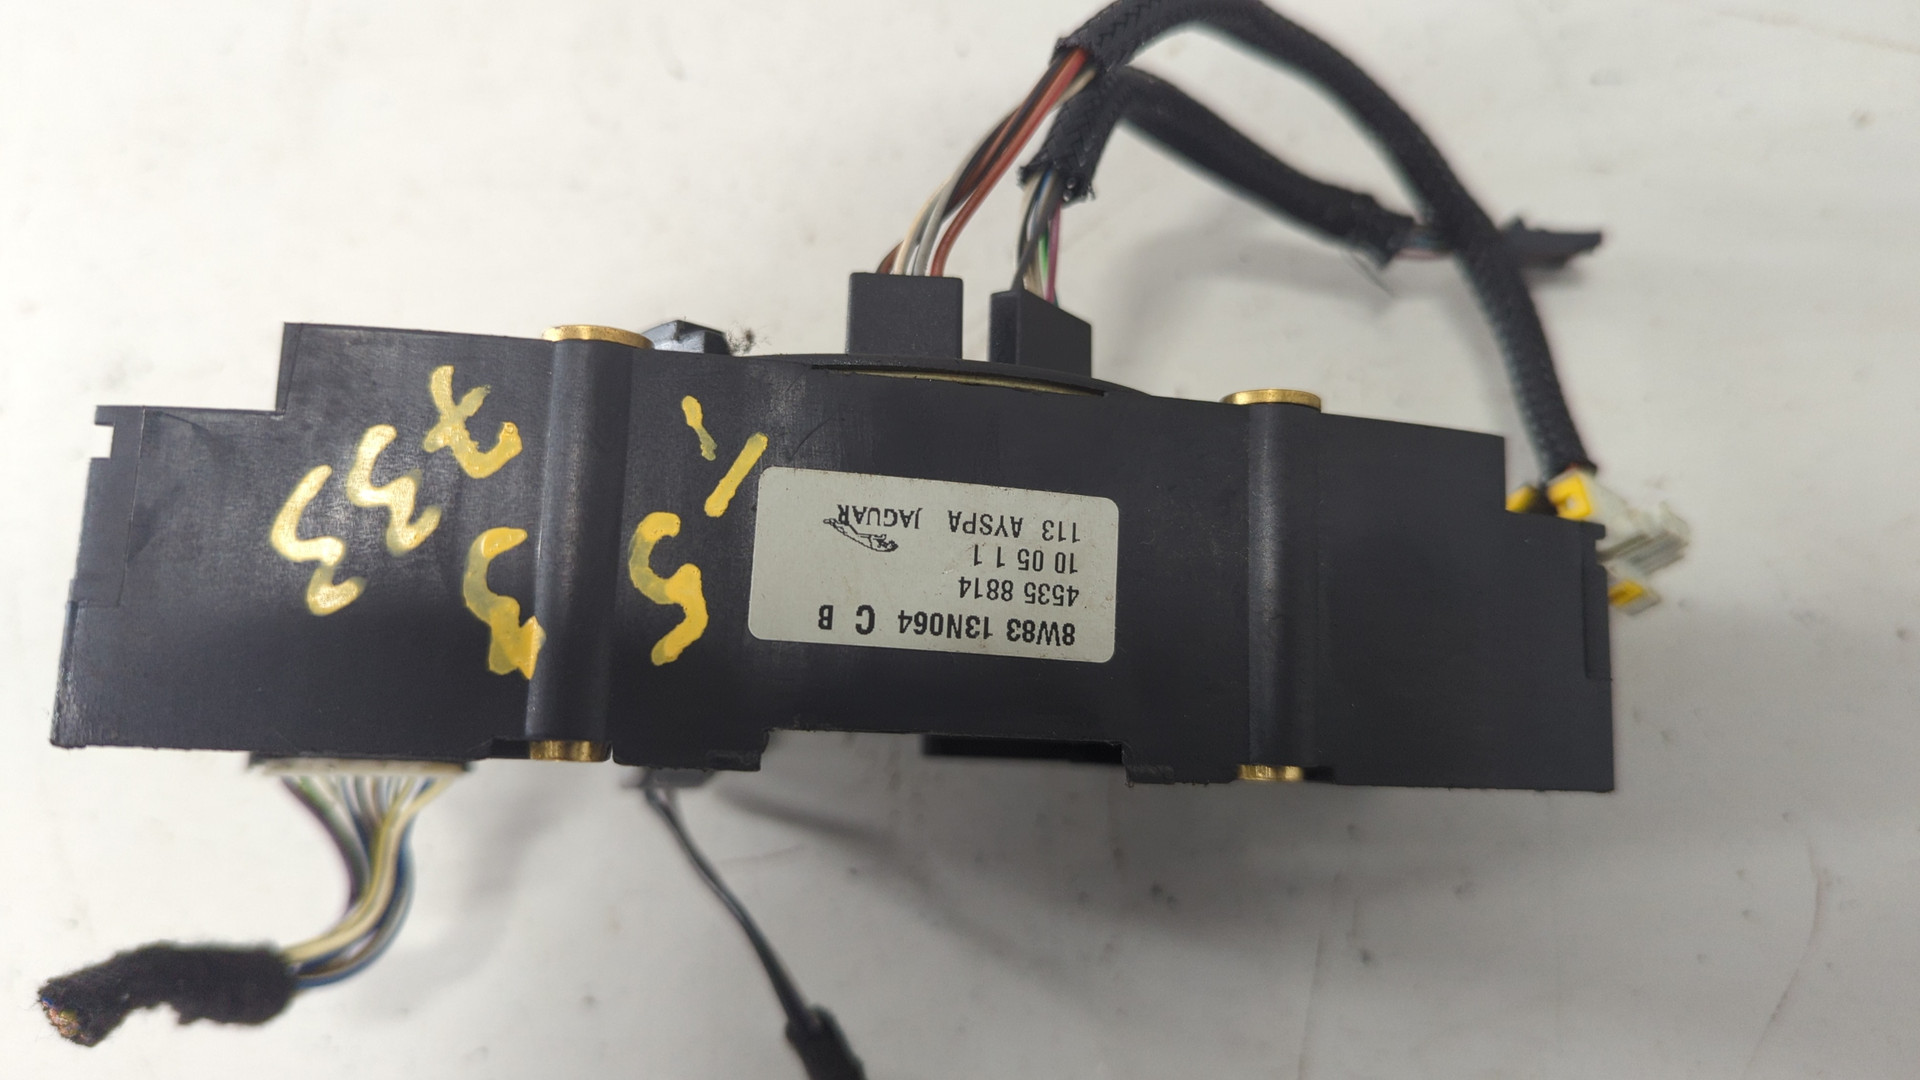 8W83 13N064 C B
4535 8814
10 05 1 1
113 AYSPA JAGUAR